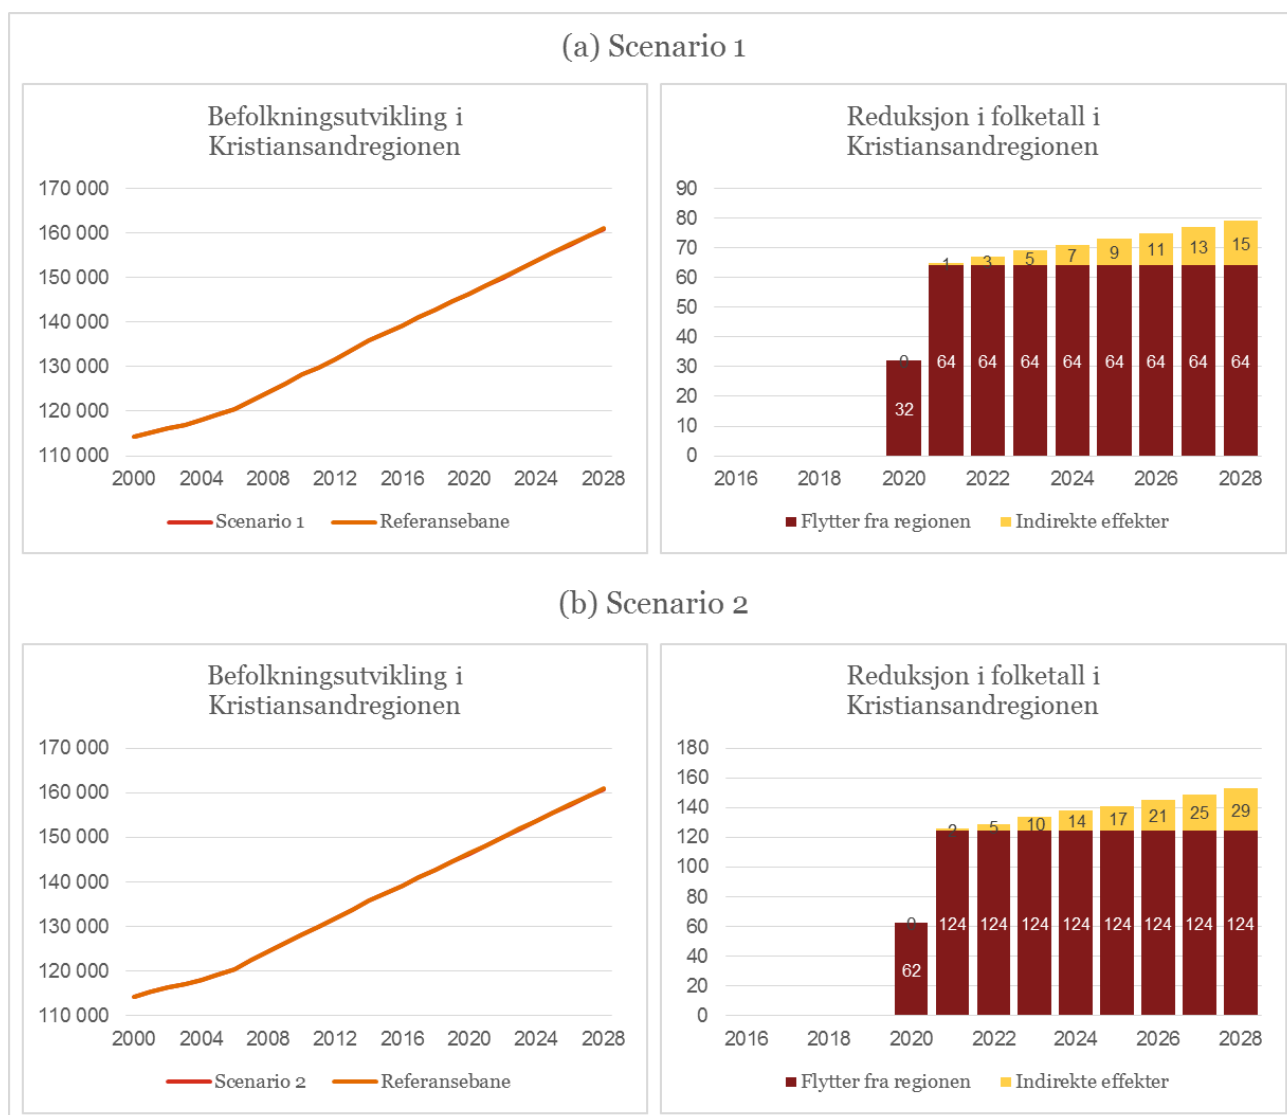 (a) Scenario 1
Befolkningsutvikling i
Kristiansandregionen
170 000
160 000
150 000
140 000
130 000
120 000
110 000
2000 2004 2008 2012 2016 2020 2024 2028
Scenario 1 Referansebane
Reduksjon i folketall i
Kristiansandregionen
90
80
70
60
50
40
30
20
10
0
0 1 3 5 7 9 11 13 15
32 64 64 64 64 64 64 64 64
2016 2018 2020 2022 2024 2026 2028
Flytter fra regionen Indirekte effekter
(b) Scenario 2
Befolkningsutvikling i
Kristiansandregionen
170 000
160 000
150 000
140 000
130 000
120 000
110 000
2000 2004 2008 2012 2016 2020 2024 2028
Scenario 2 Referansebane
Reduksjon i folketall i
Kristiansandregionen
180
160
140
120
100
80
60
40
20
0
0 2 5 10 14 17 21 25 29
62 124 124 124 124 124 124 124 124
2016 2018 2020 2022 2024 2026 2028
Flytter fra regionen Indirekte effekter